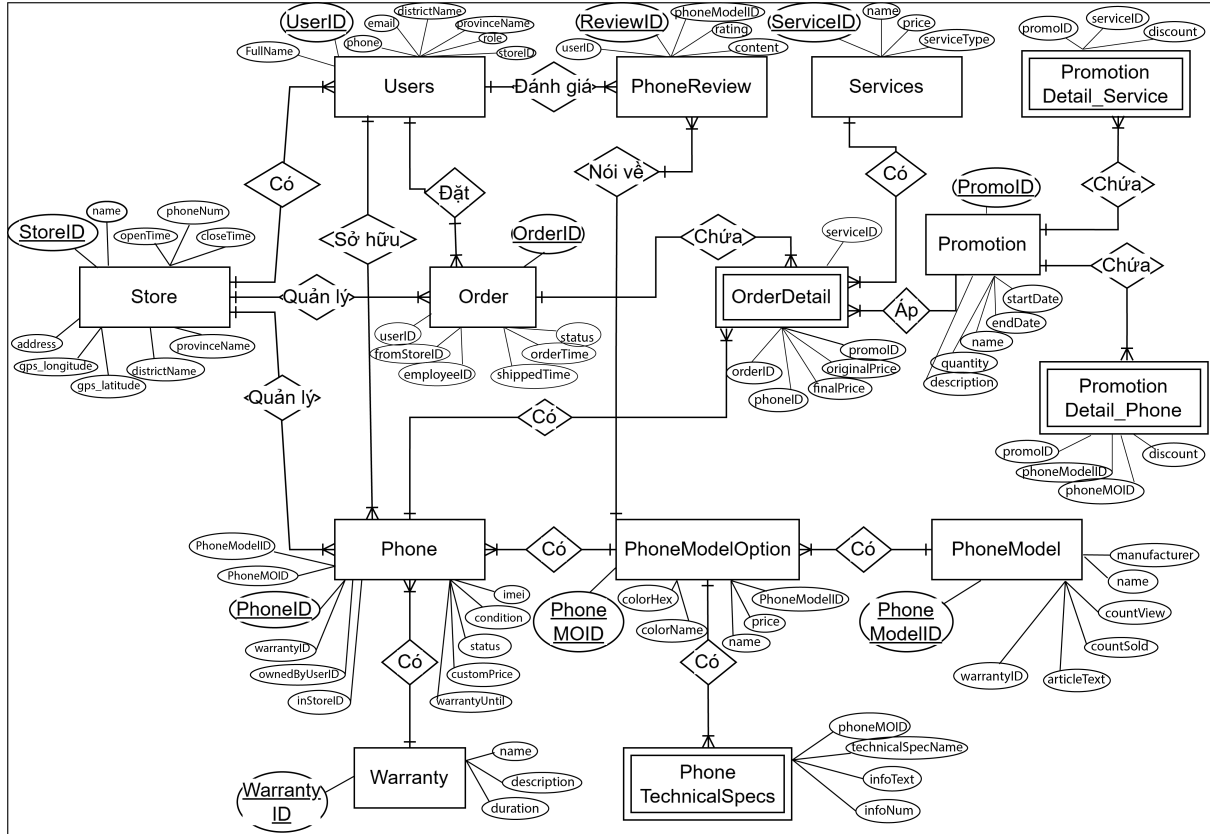 UserID
email
districtName
provinceName
role
storeID
phone
FullName
ReviewID
phoneModelID
rating
content
userID
ServiceID
name
price
serviceType
promoID
serviceID
discount
Users
Đánh giá
PhoneReview
Services
Promotion
Detail_Service
Có
Đặt
Sở hữu
Nói về
Có
Chứa
PromoID
StoreID
name
phoneNum
openTime
closeTime
OrderID
Chứa
serviceID
Promotion
Chứa
Store
Quản lý
Order
OrderDetail
Áp
startDate
endDate
name
quantity
description
address
gps_longitude
gps_latitude
districtName
provinceName
userID
fromStoreID
employeeID
status
orderTime
shippedTime
orderID
phoneID
promoID
originalPrice
finalPrice
Promotion
Detail_Phone
promoID
phoneModelID
phoneMOID
discount
Quản lý
Có
Phone
Có
PhoneModelOption
Có
PhoneModel
PhoneModelID
PhoneMOID
PhoneID
warrantyID
ownedByUserID
inStoreID
imei
condition
status
customPrice
warrantyUntil
Phone
MOID
colorHex
colorName
PhoneModelID
price
name
Phone
ModelID
manufacturer
name
countView
countSold
articleText
warrantyID
Có
Có
Warranty
Warranty
ID
name
description
duration
Phone
TechnicalSpecs
phoneMOID
technicalSpecName
infoText
infoNum